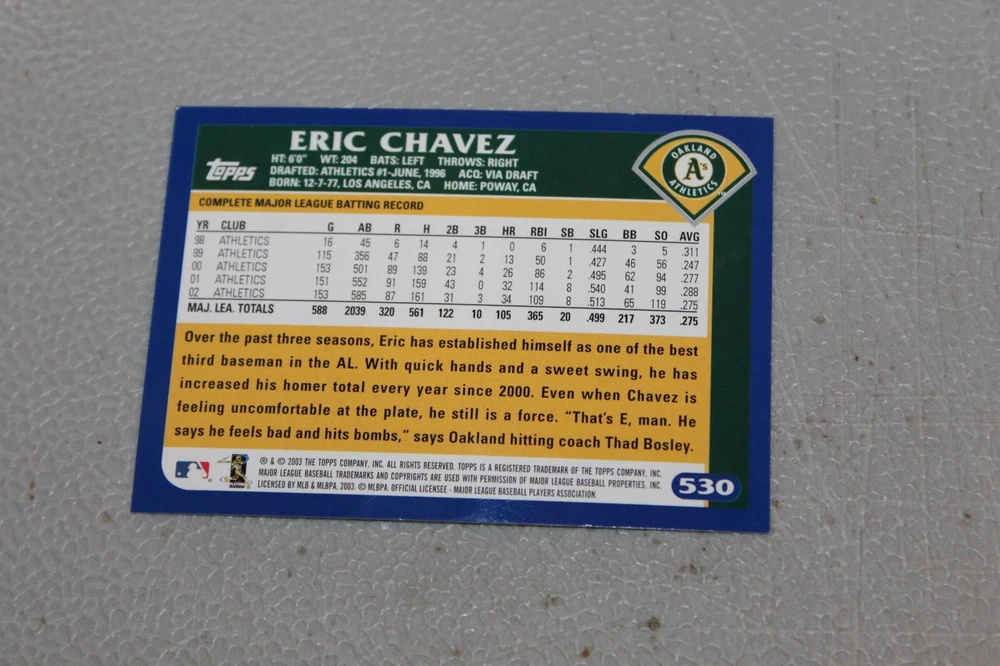 ERIC CHAVEZ
Topps
HT: 6'0" WT: 204 BATS: LEFT THROWS: RIGHT
DRAFTED: ATHLETICS #1-JUNE, 1996 ACQ: VIA DRAFT
BORN: 12-7-77, LOS ANGELES, CA HOME: POWAY, CA
OAKLAND
A's
ATHLETICS
TM
COMPLETE MAJOR LEAGUE BATTING RECORD
YR CLUB G AB R H 2B 3B HR RBI SB SLG BB SO AVG
98 ATHLETICS 16 45 6 14 4 1 0 6 1 .444 3 5 .311
99 ATHLETICS 115 356 47 88 21 2 13 50 1 .427 46 56 .247
00 ATHLETICS 153 501 89 139 23 4 26 86 2 .495 62 94 .277
01 ATHLETICS 151 552 91 159 43 0 32 114 8 .540 41 99 .288
02 ATHLETICS 153 585 87 161 31 3 34 109 8 .513 65 119 .275
MAJ. LEA. TOTALS 588 2039 320 561 122 10 105 365 20 .499 217 373 .275
Over the past three seasons, Eric has established himself as one of the best
third baseman in the AL. With quick hands and a sweet swing, he has
increased his homer total every year since 2000. Even when Chavez is
feeling uncomfortable at the plate, he still is a force. “That's E, man. He
says he feels bad and hits bombs,” says Oakland hitting coach Thad Bosley.
® & © 2003 THE TOPPS COMPANY, INC. ALL RIGHTS RESERVED. TOPPS IS A REGISTERED TRADEMARK OF THE TOPPS COMPANY, INC.
MAJOR LEAGUE BASEBALL TRADEMARKS AND COPYRIGHTS ARE USED WITH PERMISSION OF MAJOR LEAGUE BASEBALL PROPERTIES, INC.
LICENSED BY MLB & MLBPA, 2003. © MLBPA. OFFICIAL LICENSEE - MAJOR LEAGUE BASEBALL PLAYERS ASSOCIATION.
530